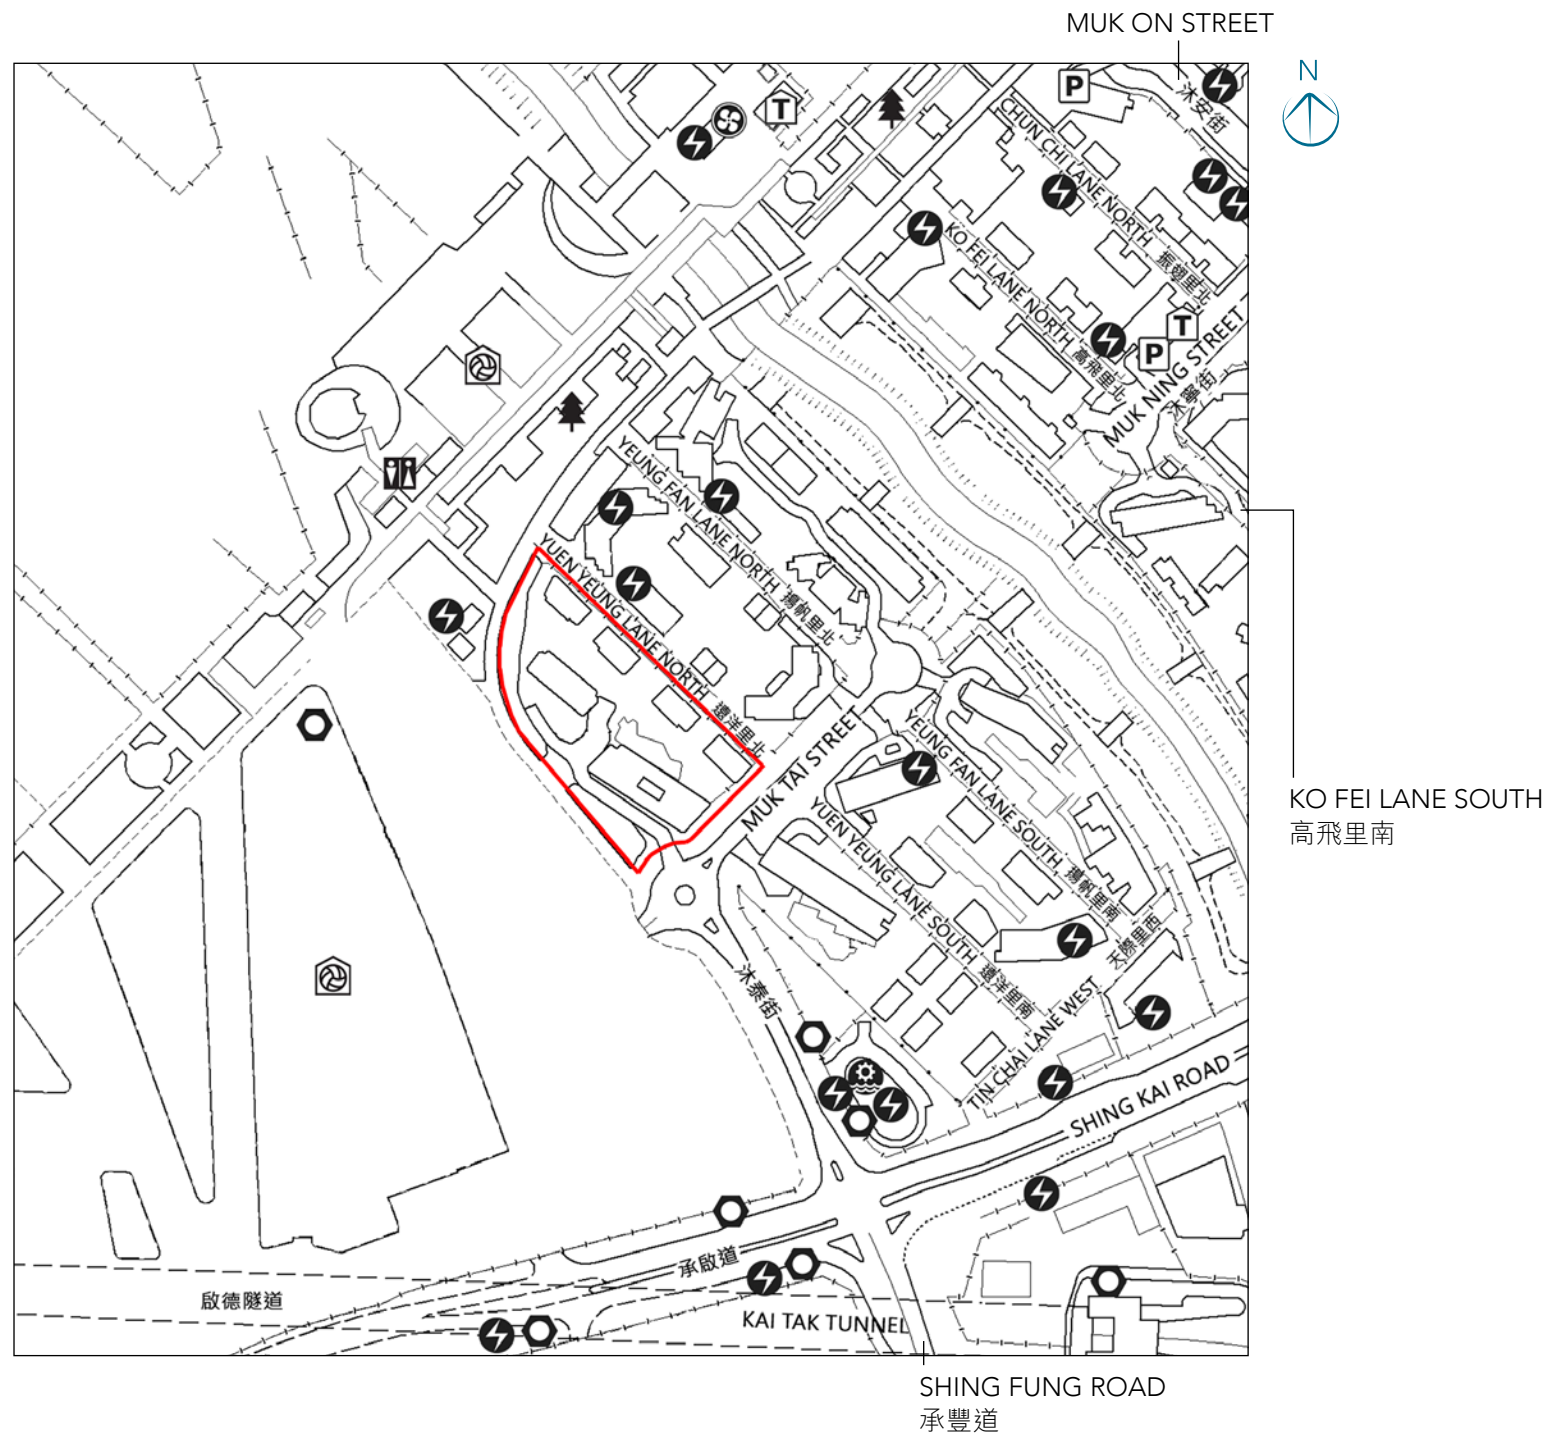 MUK ON STREET
沐安街
N
P
T
CHUN CHI LANE NORTH 振翅里北
KO FEI LANE NORTH 高飛里北
T
P
MUK NING STREET
沐寧街
YEUNG FAN LANE NORTH 揚帆里北
YUEN YEUNG LANE NORTH 遠洋里北
MUK TAI STREET
YEUNG FAN LANE SOUTH 揚帆里南
YUEN YEUNG LANE SOUTH 遠洋里南
KO FEI LANE SOUTH
高飛里南
沐泰街
TIN CHAI LANE WEST 天際里西
SHING KAI ROAD
承啟道
啟德隧道
KAI TAK TUNNEL
SHING FUNG ROAD
承豐道